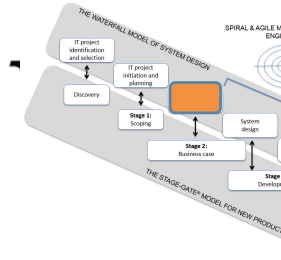 THE WATERFALL MODEL OF SYSTEM DESIGN
SPIRAL & AGILE M
ENGI
IT project
identification
and selection
IT project
initiation and
planning
Discovery
Stage 1:
Scoping
System
design
Stage 2:
Business case
Stage
Developm
THE STAGE-GATE® MODEL FOR NEW PRODUC